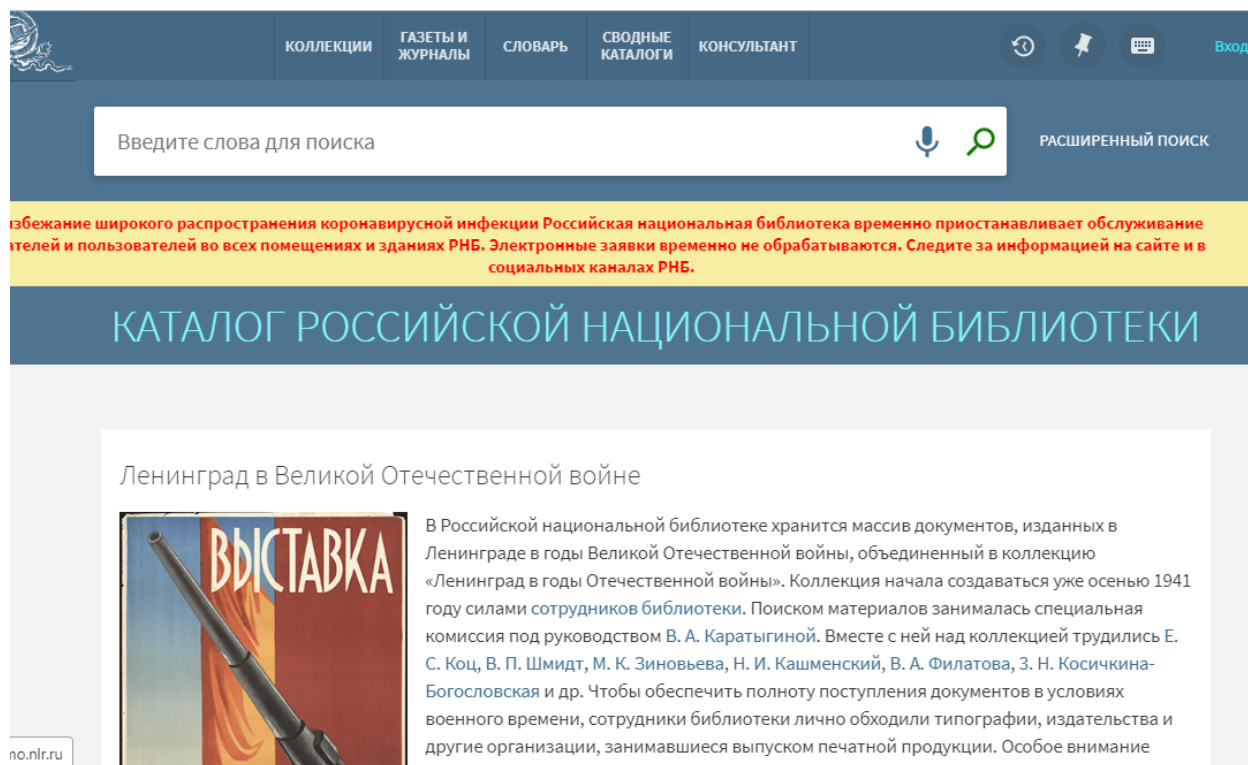 КОЛЛЕКЦИИ
ГАЗЕТЫ И
ЖУРНАЛЫ
СЛОВАРЬ
СВОДНЫЕ
КАТАЛОГИ
КОНСУЛЬТАНТ
Вход
Введите слова для поиска
РАСШИРЕННЫЙ ПОИСК
избежание широкого распространения коронавирусной инфекции Российская национальная библиотека временно приостанавливает обслуживание
ателей и пользователей во всех помещениях и зданиях РНБ. Электронные заявки временно не обрабатываются. Следите за информацией на сайте и в
социальных каналах РНБ.
КАТАЛОГ РОССИЙСКОЙ НАЦИОНАЛЬНОЙ БИБЛИОТЕКИ
Ленинград в Великой Отечественной войне
ВЫСТАВКА
В Российской национальной библиотеке хранится массив документов, изданных в
Ленинграде в годы Великой Отечественной войны, объединенный в коллекцию
«Ленинград в годы Отечественной войны». Коллекция начала создаваться уже осенью 1941
году силами сотрудников библиотеки. Поиском материалов занималась специальная
комиссия под руководством В. А. Каратыгиной. Вместе с ней над коллекцией трудились Е.
С. Коц, В. П. Шмидт, М. К. Зиновьева, Н. И. Кашменский, В. А. Филатова, З. Н. Косичкина-
Богословская и др. Чтобы обеспечить полноту поступления документов в условиях
военного времени, сотрудники библиотеки лично обходили типографии, издательства и
другие организации, занимавшиеся выпуском печатной продукции. Особое внимание
mo.nlr.ru